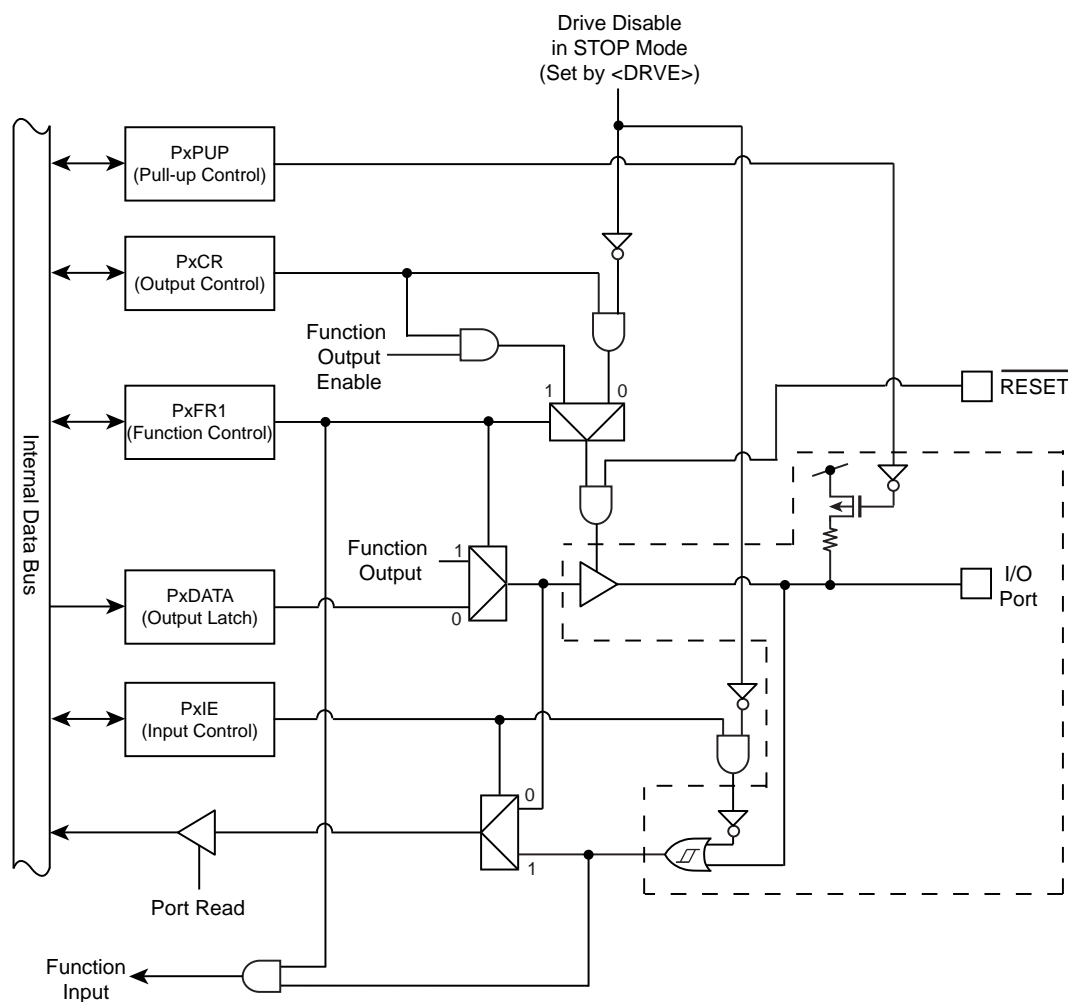 Drive Disable
in STOP Mode
(Set by <DRVE>)
PxPUP
(Pull-up Control)
PxCR
(Output Control)
Function
Output
Enable
1
0
RESET
PxFR1
(Function Control)
Internal Data Bus
Function
Output
1
0
I/O
Port
PxDATA
(Output Latch)
PxIE
(Input Control)
0
1
Port Read
Function
Input